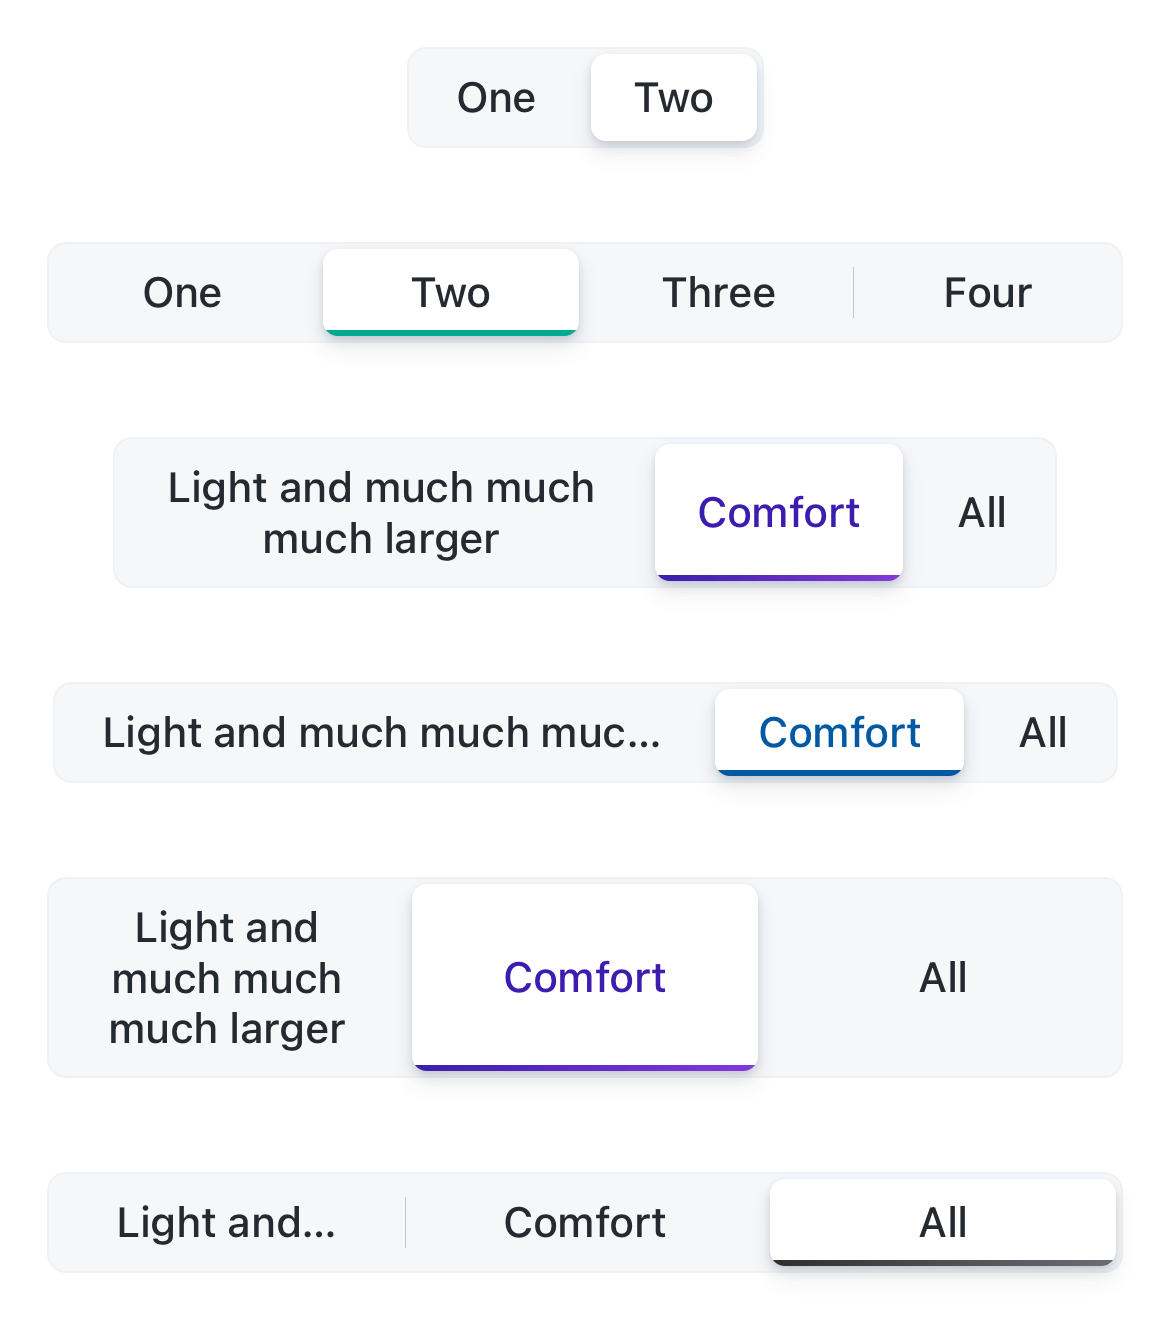 One Two
One Two Three Four
Light and much much
much larger
Comfort
All
Light and much much muc... Comfort All
Light and
much much
much larger
Comfort
All
Light and... Comfort All